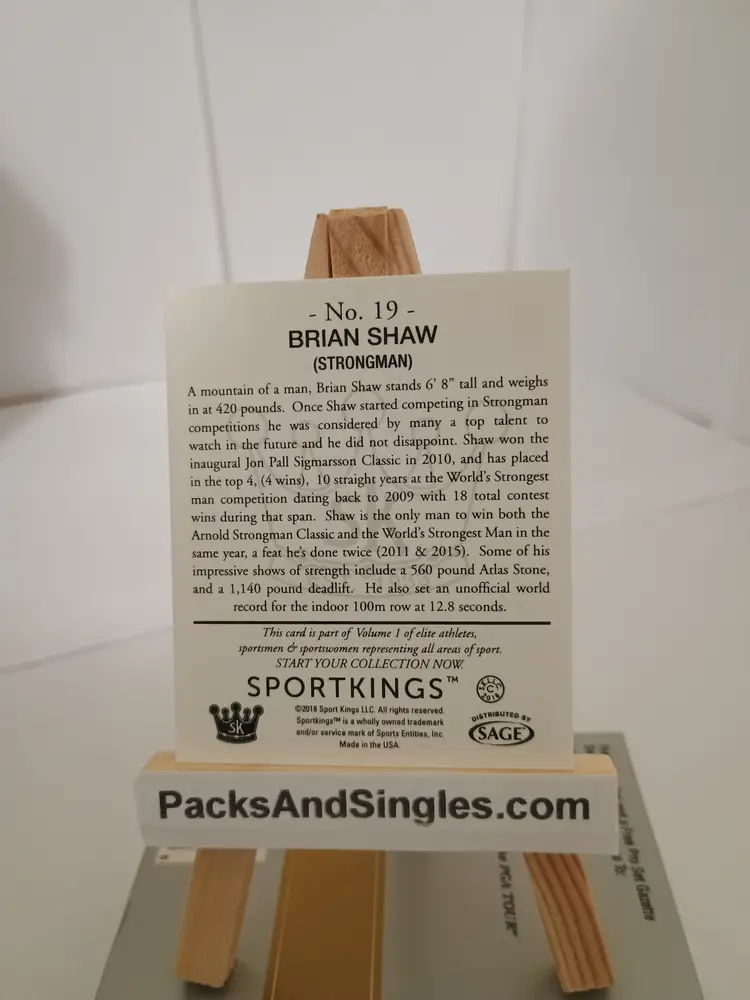 - No. 19 -
BRIAN SHAW
(STRONGMAN)
A mountain of a man, Brian Shaw stands 6' 8" tall and weighs
in at 420 pounds. Once Shaw started competing in Strongman
competitions he was considered by many a top talent to
watch in the future and he did not disappoint. Shaw won the
inaugural Jon Pall Sigmarsson Classic in 2010, and has placed
in the top 4, (4 wins), 10 straight years at the World's Strongest
man competition dating back to 2009 with 18 total contest
wins during that span. Shaw is the only man to win both the
Arnold Strongman Classic and the World's Strongest Man in the
same year, a feat he's done twice (2011 & 2015). Some of his
impressive shows of strength include a 560 pound Atlas Stone,
and a 1,140 pound deadlift. He also set an unofficial world
record for the indoor 100m row at 12.8 seconds.
This card is part of Volume 1 of elite athletes,
sportsmen & sportswomen representing all areas of sport.
START YOUR COLLECTION NOW.
SPORTKINGS™
SKLLC
C
2018
SK
©2018 Sport Kings LLC. All rights reserved.
Sportkings™ is a wholly owned trademark
and/or service mark of Sports Entities, Inc.
Made in the USA.
DISTRIBUTED BY
SAGE
PacksAndSingles.com
a Free Pro Set Gazette
PGA TOUR